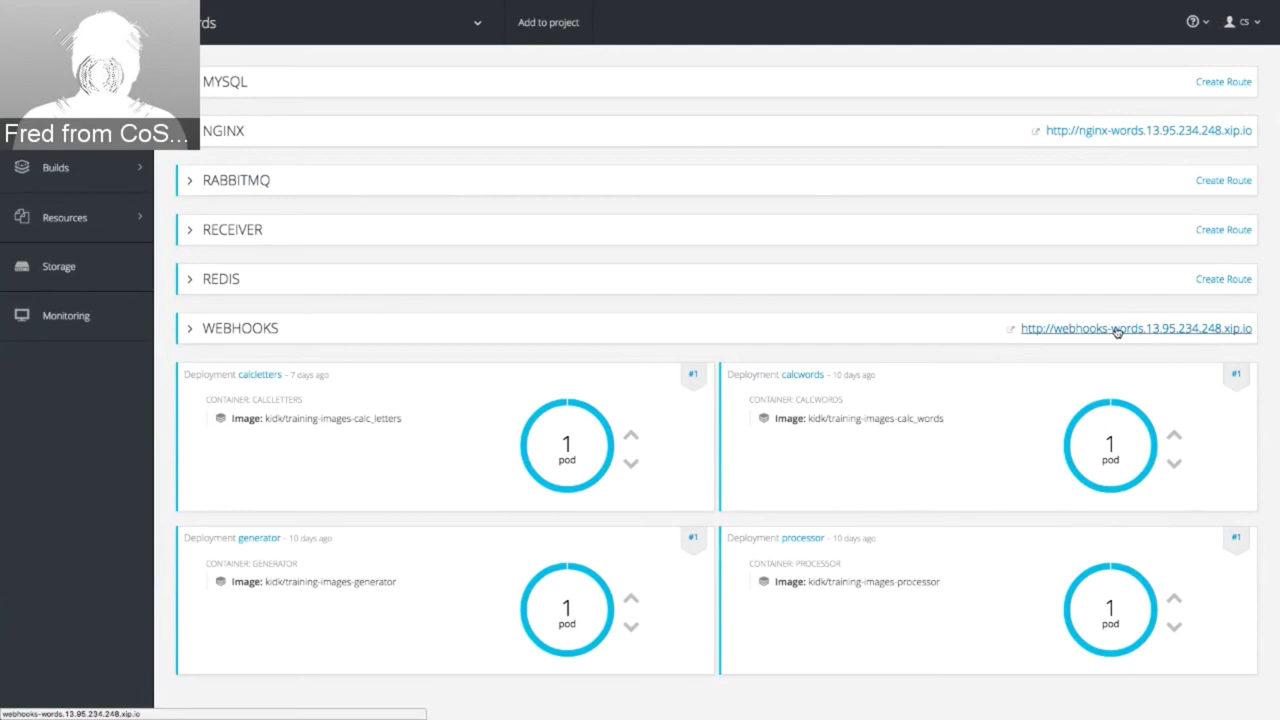 rds
Add to project
CS
Fred from CoS...
MYSQL
Create Route
NGINX
http://nginx-words.13.95.234.248.xip.io
Builds
RABBITMQ
Create Route
Resources
RECEIVER
Create Route
Storage
REDIS
Create Route
Monitoring
WEBHOOKS
http://webhooks-words.13.95.234.248.xip.io
Deployment calcletters – 7 days ago
#1
CONTAINER: CALCLETTERS
Image: kidk/training-images-calc_letters
1
pod
Deployment calcwords – 10 days ago
#1
CONTAINER: CALCWORDS
Image: kidk/training-images-calc_words
1
pod
Deployment generator – 10 days ago
#1
CONTAINER: GENERATOR
Image: kidk/training-images-generator
1
pod
Deployment processor – 10 days ago
#1
CONTAINER: PROCESSOR
Image: kidk/training-images-processor
1
pod
webhooks-words.13.95.234.248.xip.io